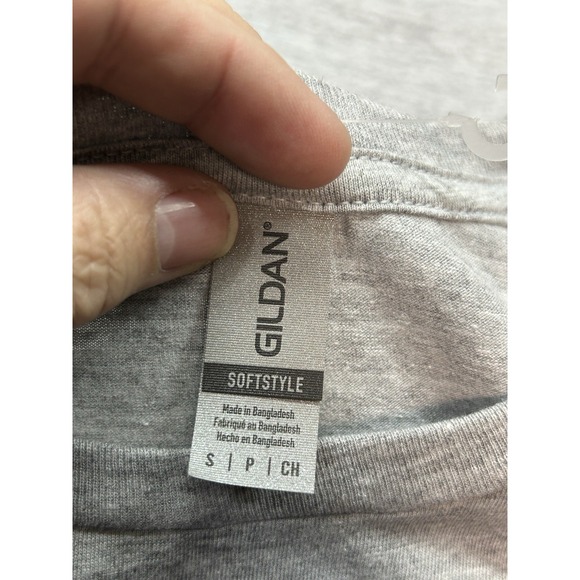 GILDAN®
SOFTSTYLE
Made in Bangladesh
Fabriqué au Bangladesh
Hecho en Bangladesh
S | P | CH